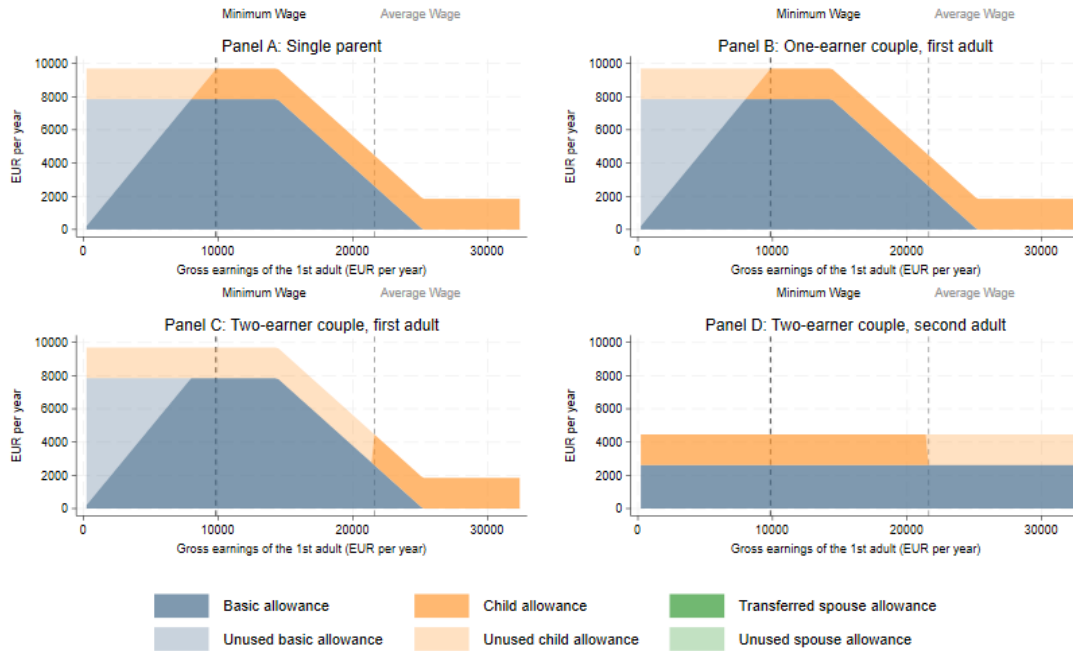 Minimum Wage Average Wage Minimum Wage Average Wage
Panel A: Single parent Panel B: One-earner couple, first adult
10000
8000
6000
4000
2000
0
EUR per year
0 10000 20000 30000
Gross earnings of the 1st adult (EUR per year)
10000
8000
6000
4000
2000
0
EUR per year
0 10000 20000 30000
Gross earnings of the 1st adult (EUR per year)
Minimum Wage Average Wage Minimum Wage Average Wage
Panel C: Two-earner couple, first adult Panel D: Two-earner couple, second adult
10000
8000
6000
4000
2000
0
EUR per year
0 10000 20000 30000
Gross earnings of the 1st adult (EUR per year)
10000
8000
6000
4000
2000
0
EUR per year
0 10000 20000 30000
Gross earnings of the 1st adult (EUR per year)
Basic allowance Child allowance Transferred spouse allowance
Unused basic allowance Unused child allowance Unused spouse allowance